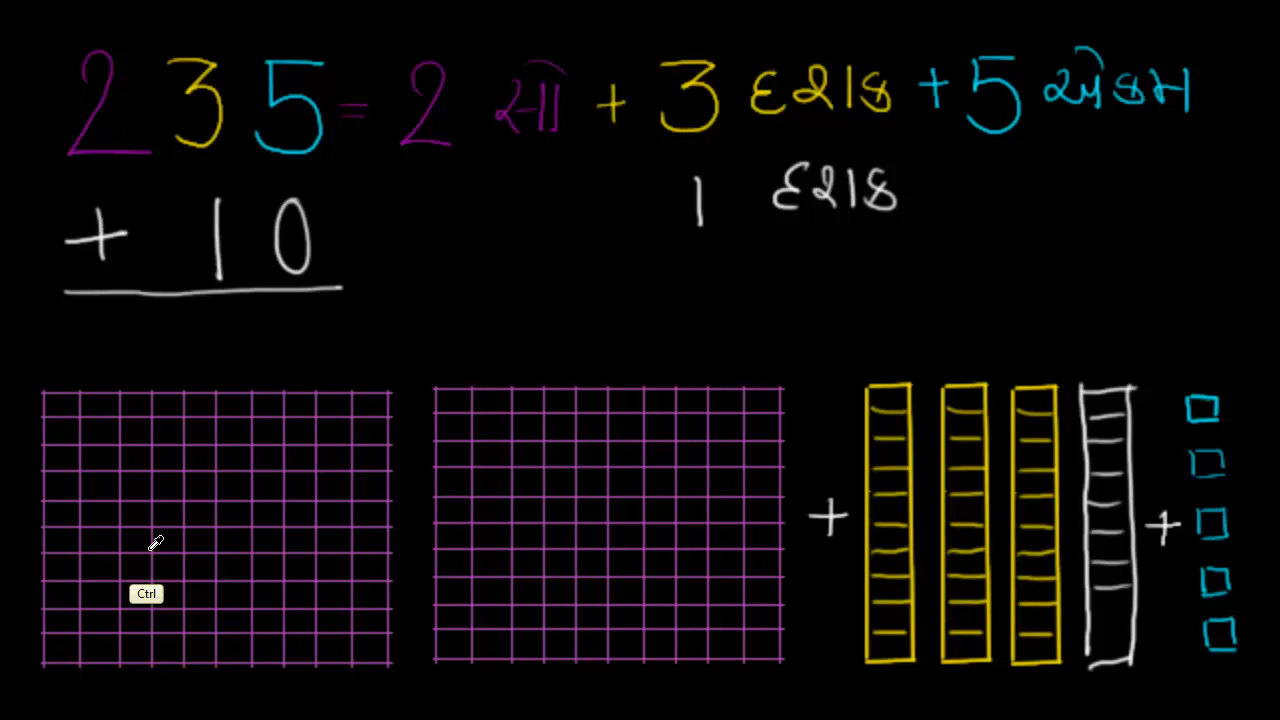 235 = 2 સો + 3 દશક + 5 એકમ
+ 10
1 દશક
+ +
Ctrl